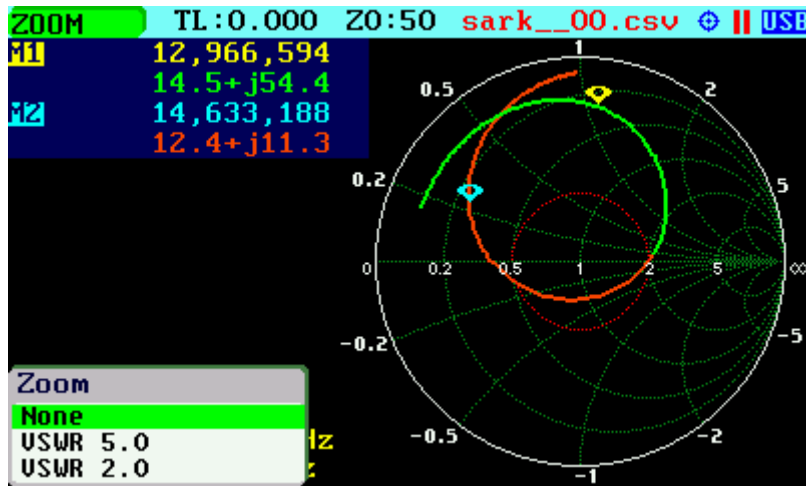 ZOOM TL:0.000 Z0:50 sark__00.csv USB
M1 12,966,594
14.5+j54.4
M2 14,633,188
12.4+j11.3
1
0.5 2
0.2 5
0 0.2 0.5 1 2 5 ∞
-0.2 -5
-0.5 -2
-1
Zoom
None
VSWR 5.0 Hz
VSWR 2.0